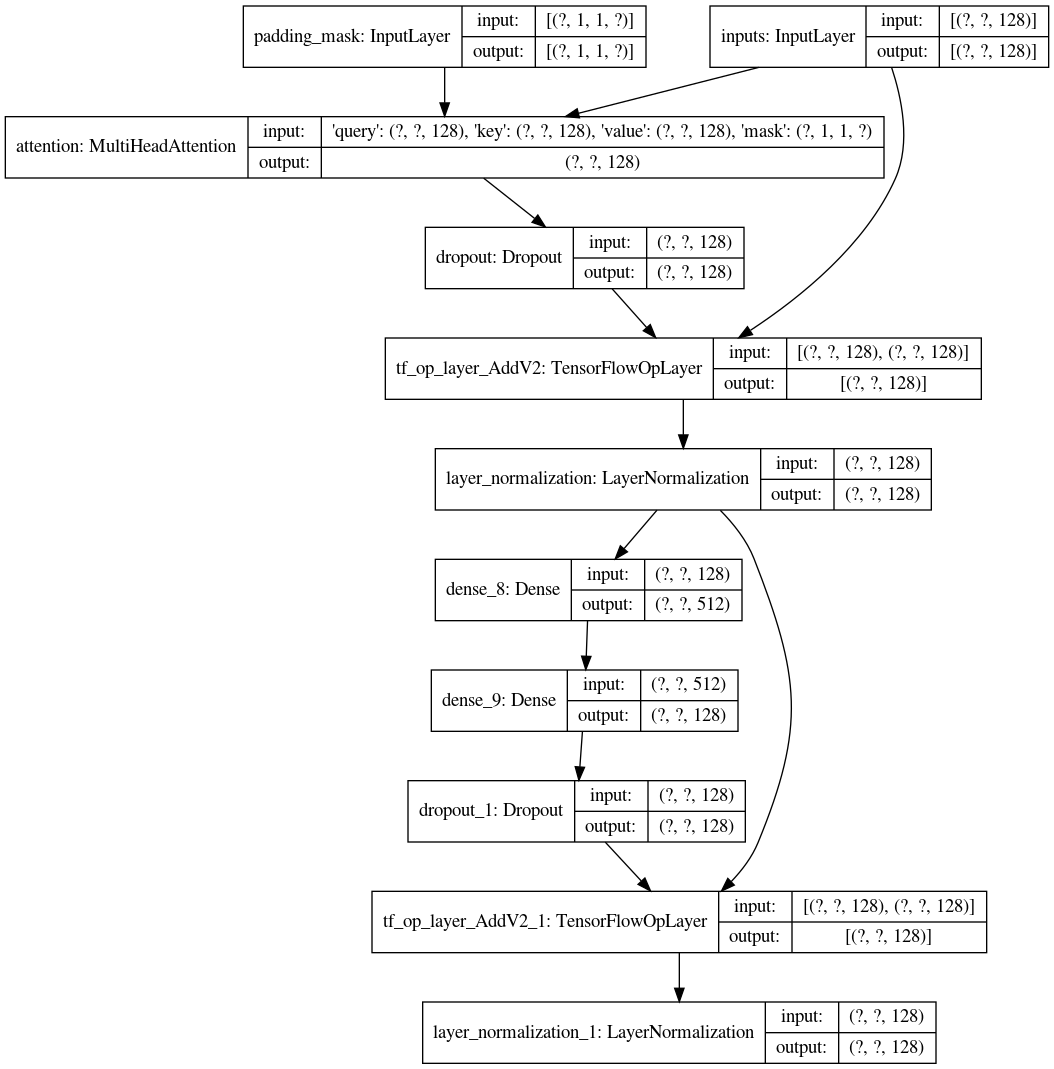 padding_mask: InputLayer
input: [(?, 1, 1, ?)]
output: [(?, 1, 1, ?)]
inputs: InputLayer
input: [(?, ?, 128)]
output: [(?, ?, 128)]
attention: MultiHeadAttention
input: 'query': (?, ?, 128), 'key': (?, ?, 128), 'value': (?, ?, 128), 'mask': (?, 1, 1, ?)
output: (?, ?, 128)
dropout: Dropout
input: (?, ?, 128)
output: (?, ?, 128)
tf_op_layer_AddV2: TensorFlowOpLayer
input: [(?, ?, 128), (?, ?, 128)]
output: [(?, ?, 128)]
layer_normalization: LayerNormalization
input: (?, ?, 128)
output: (?, ?, 128)
dense_8: Dense
input: (?, ?, 128)
output: (?, ?, 512)
dense_9: Dense
input: (?, ?, 512)
output: (?, ?, 128)
dropout_1: Dropout
input: (?, ?, 128)
output: (?, ?, 128)
tf_op_layer_AddV2_1: TensorFlowOpLayer
input: [(?, ?, 128), (?, ?, 128)]
output: [(?, ?, 128)]
layer_normalization_1: LayerNormalization
input: (?, ?, 128)
output: (?, ?, 128)